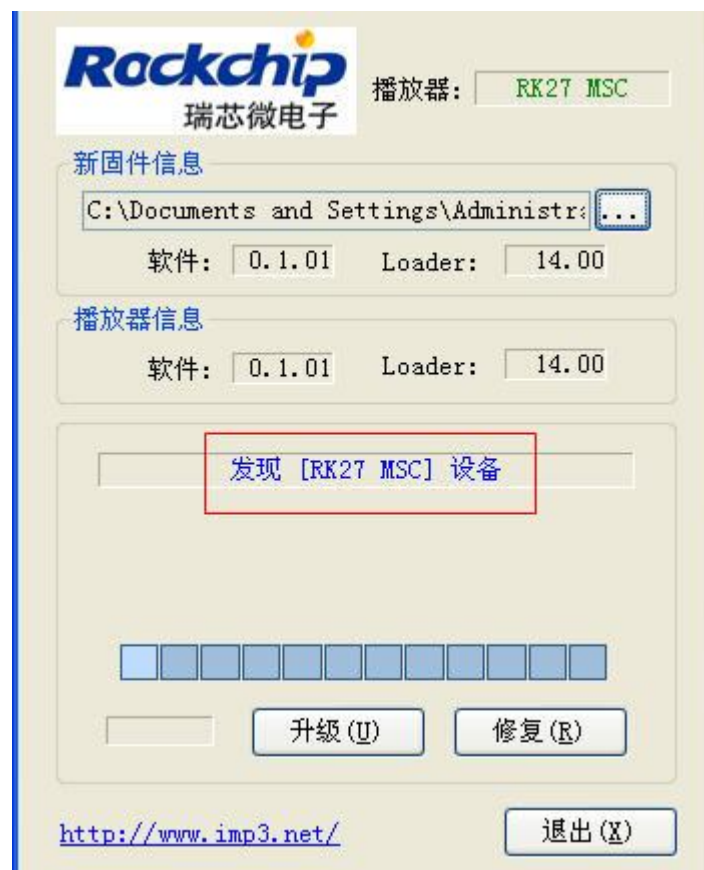 Rockchip
瑞芯微电子
播放器: RK27 MSC
新固件信息
C:\Documents and Settings\Administr ...
软件: 0.1.01 Loader: 14.00
播放器信息
软件: 0.1.01 Loader: 14.00
发现 [RK27 MSC] 设备
升级(U) 修复(R)
http://www.imp3.net/ 退出(X)